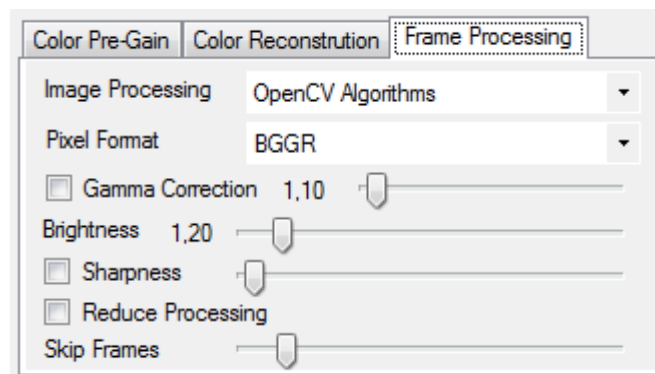 Color Pre-Gain Color Reconstrution Frame Processing
Image Processing OpenCV Algorithms
Pixel Format BGGR
Gamma Correction 1,10
Brightness 1,20
Sharpness
Reduce Processing
Skip Frames